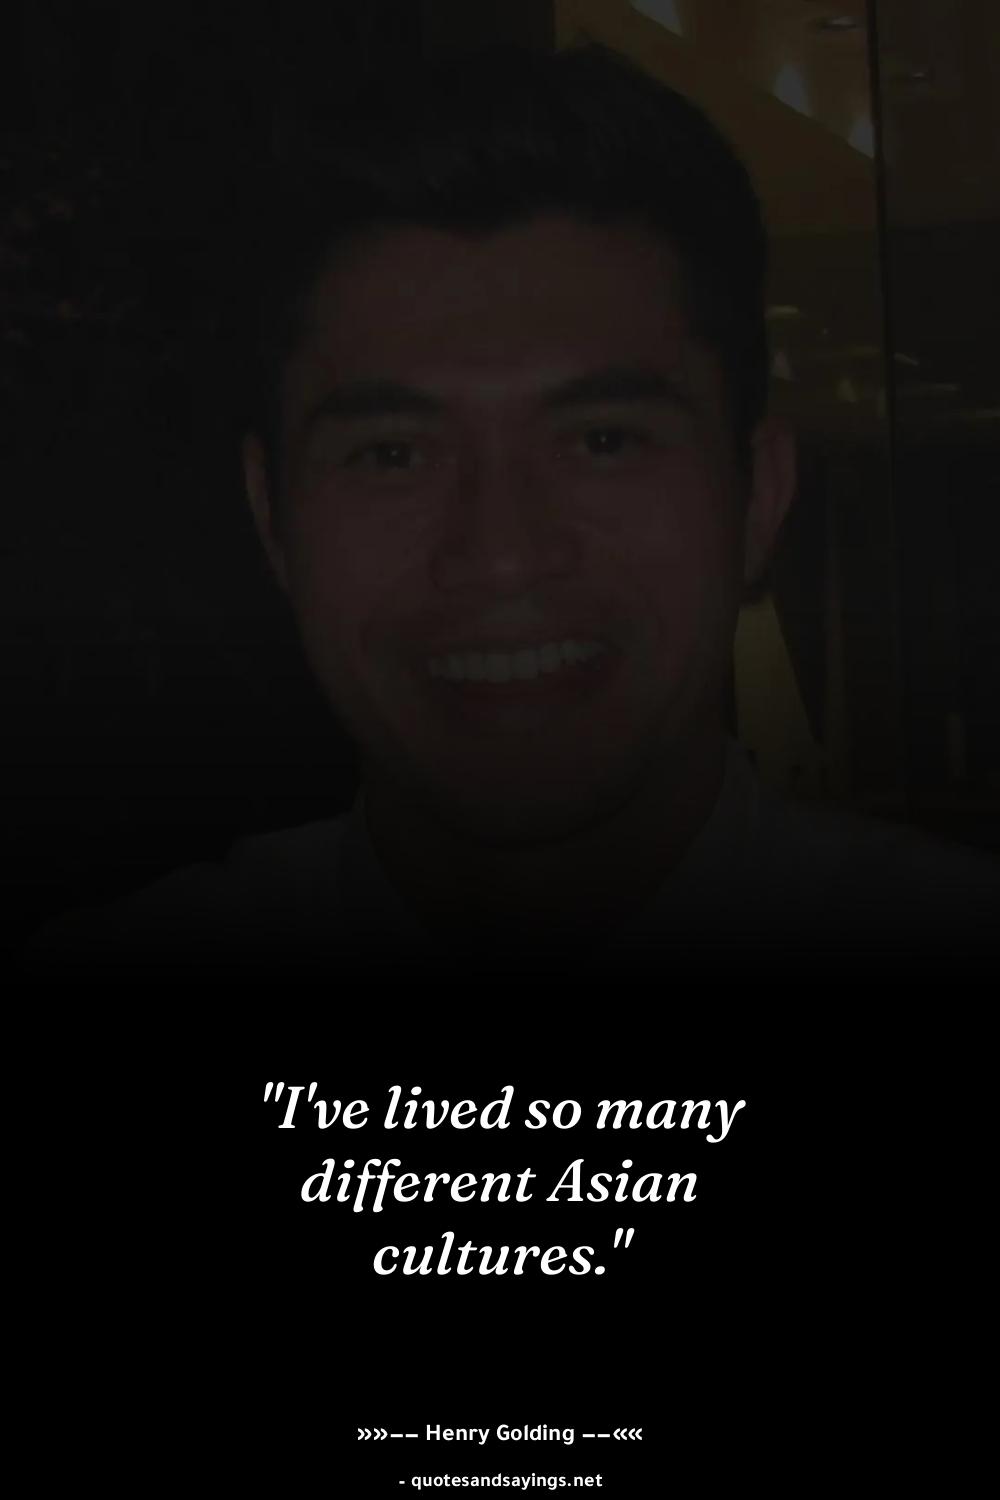 "I've lived so many
different Asian
cultures."
»»–– Henry Golding ––««
- quotesandsayings.net